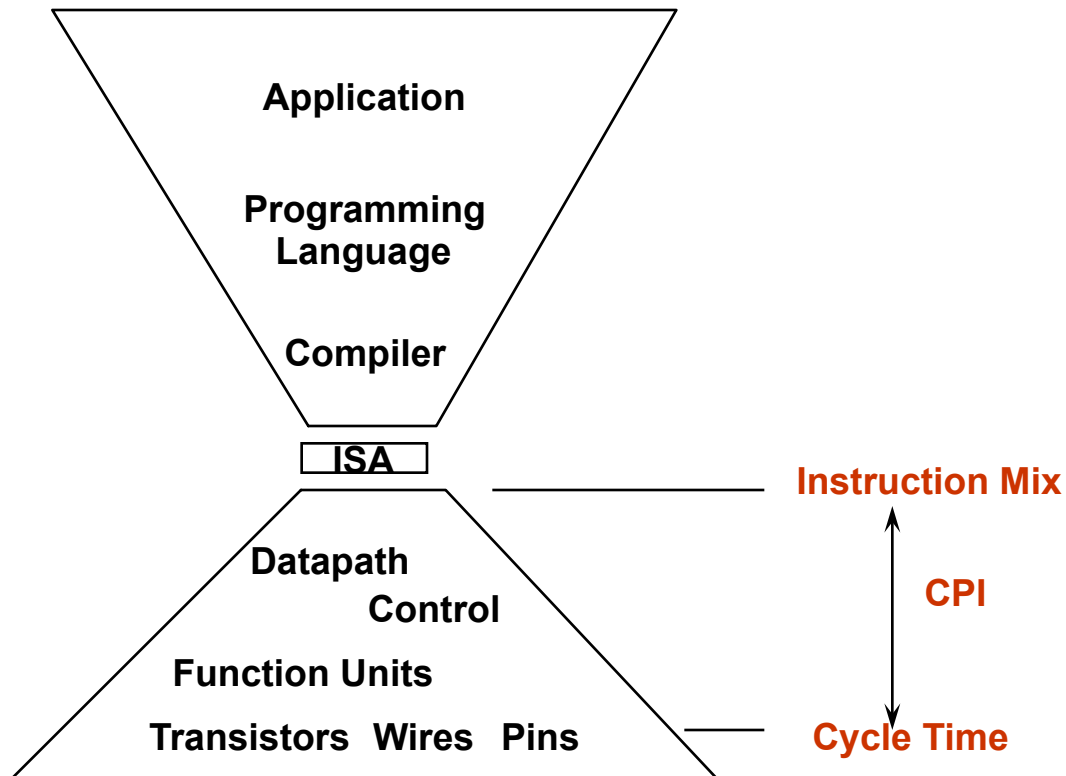 Application
Programming
Language
Compiler
ISA
Instruction Mix
Datapath
Control
CPI
Function Units
Transistors Wires Pins
Cycle Time